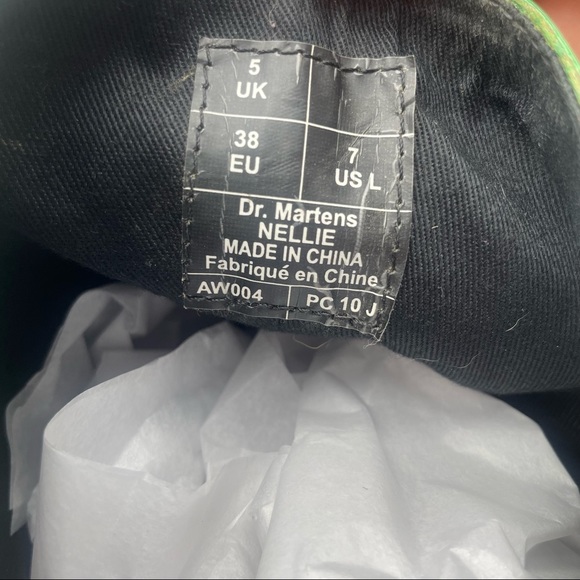 5
UK
38
EU
7
US L
Dr. Martens
NELLIE
MADE IN CHINA
Fabriqué en Chine
AW004
PC 10 J